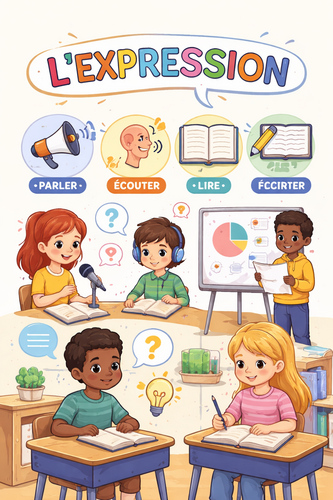 L'EXPRESSION
• PARLER •
ÉCOUTER
• LIRE •
ÉCCIRTER